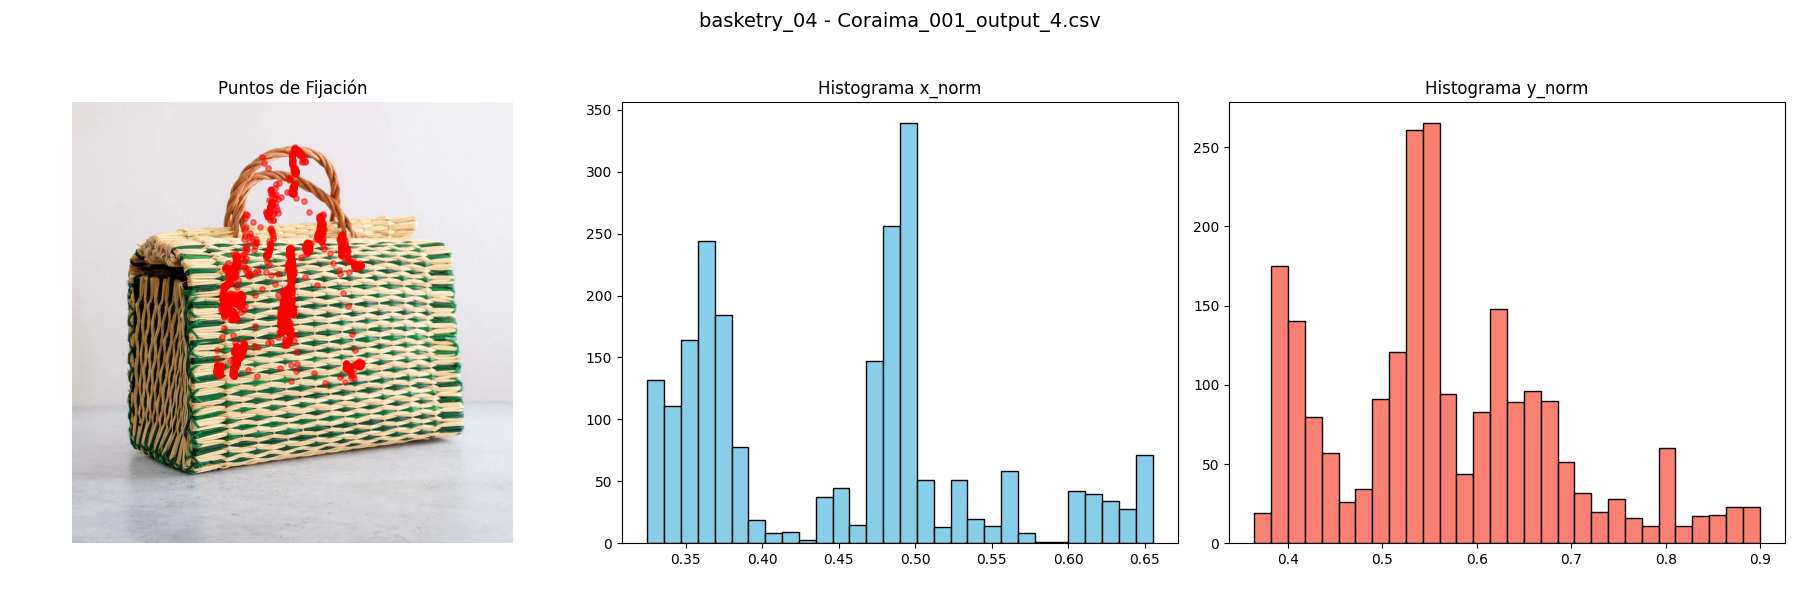 basketry_04 - Coraima_001_output_4.csv
Puntos de Fijación
Histograma x_norm
350
300
250
200
150
100
50
0
0.35 0.40 0.45 0.50 0.55 0.60 0.65
Histograma y_norm
250
200
150
100
50
0
0.4 0.5 0.6 0.7 0.8 0.9